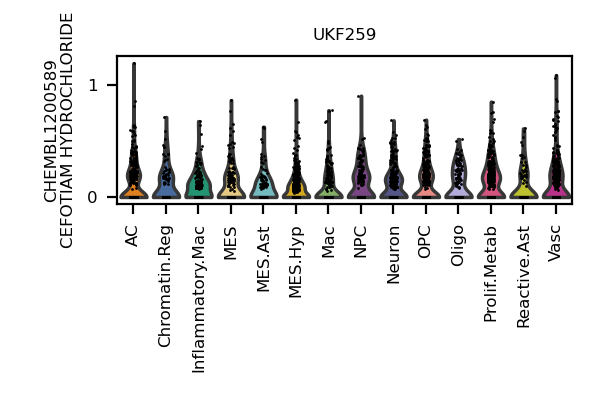 UKF259
CHEMBL1200589
CEFOTIAM HYDROCHLORIDE
1
0
AC
Chromatin.Reg
Inflammatory.Mac
MES
MES.Ast
MES.Hyp
Mac
NPC
Neuron
OPC
Oligo
Prolif.Metab
Reactive.Ast
Vasc